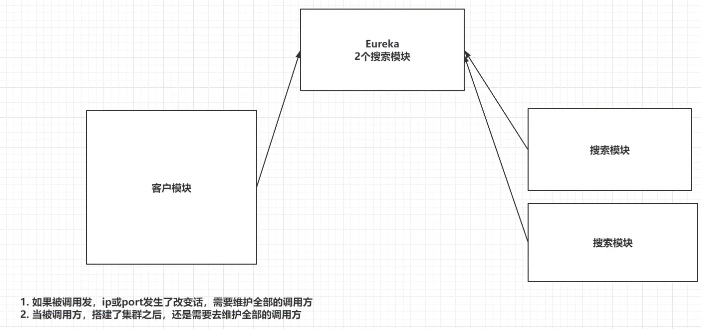 Eureka
2个搜索模块
客户模块
搜索模块
搜索模块
1. 如果被调用发，ip或port发生了改变话，需要维护全部的调用方
2. 当被调用方，搭建了集群之后，还是需要去维护全部的调用方